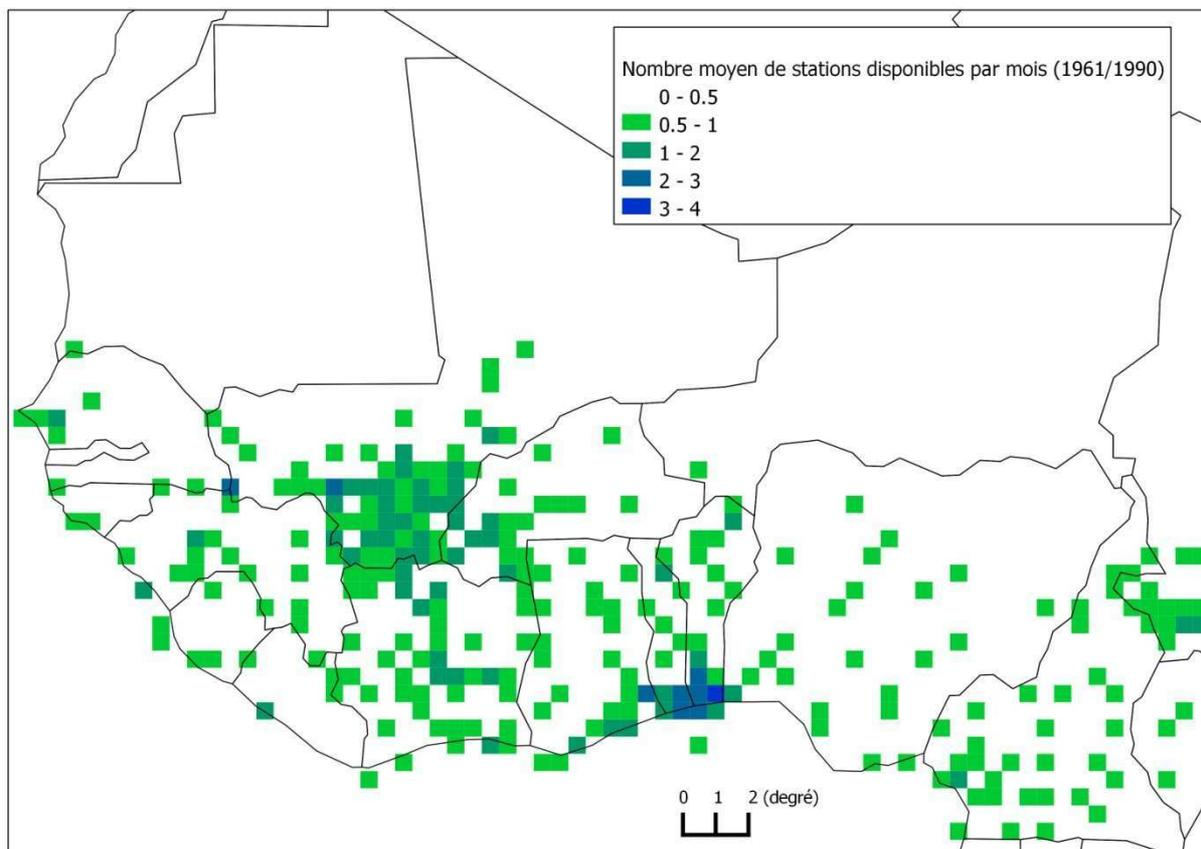 Nombre moyen de stations disponibles par mois (1961/1990)
0 - 0.5
0.5 - 1
1 - 2
2 - 3
3 - 4
0 1 2 (degré)